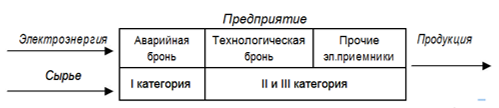 Предприятие
Электроэнергия
Аварийная бронь
Технологическая бронь
Прочие эл.приемники
Продукция
Сырье
I категория
II и III категория